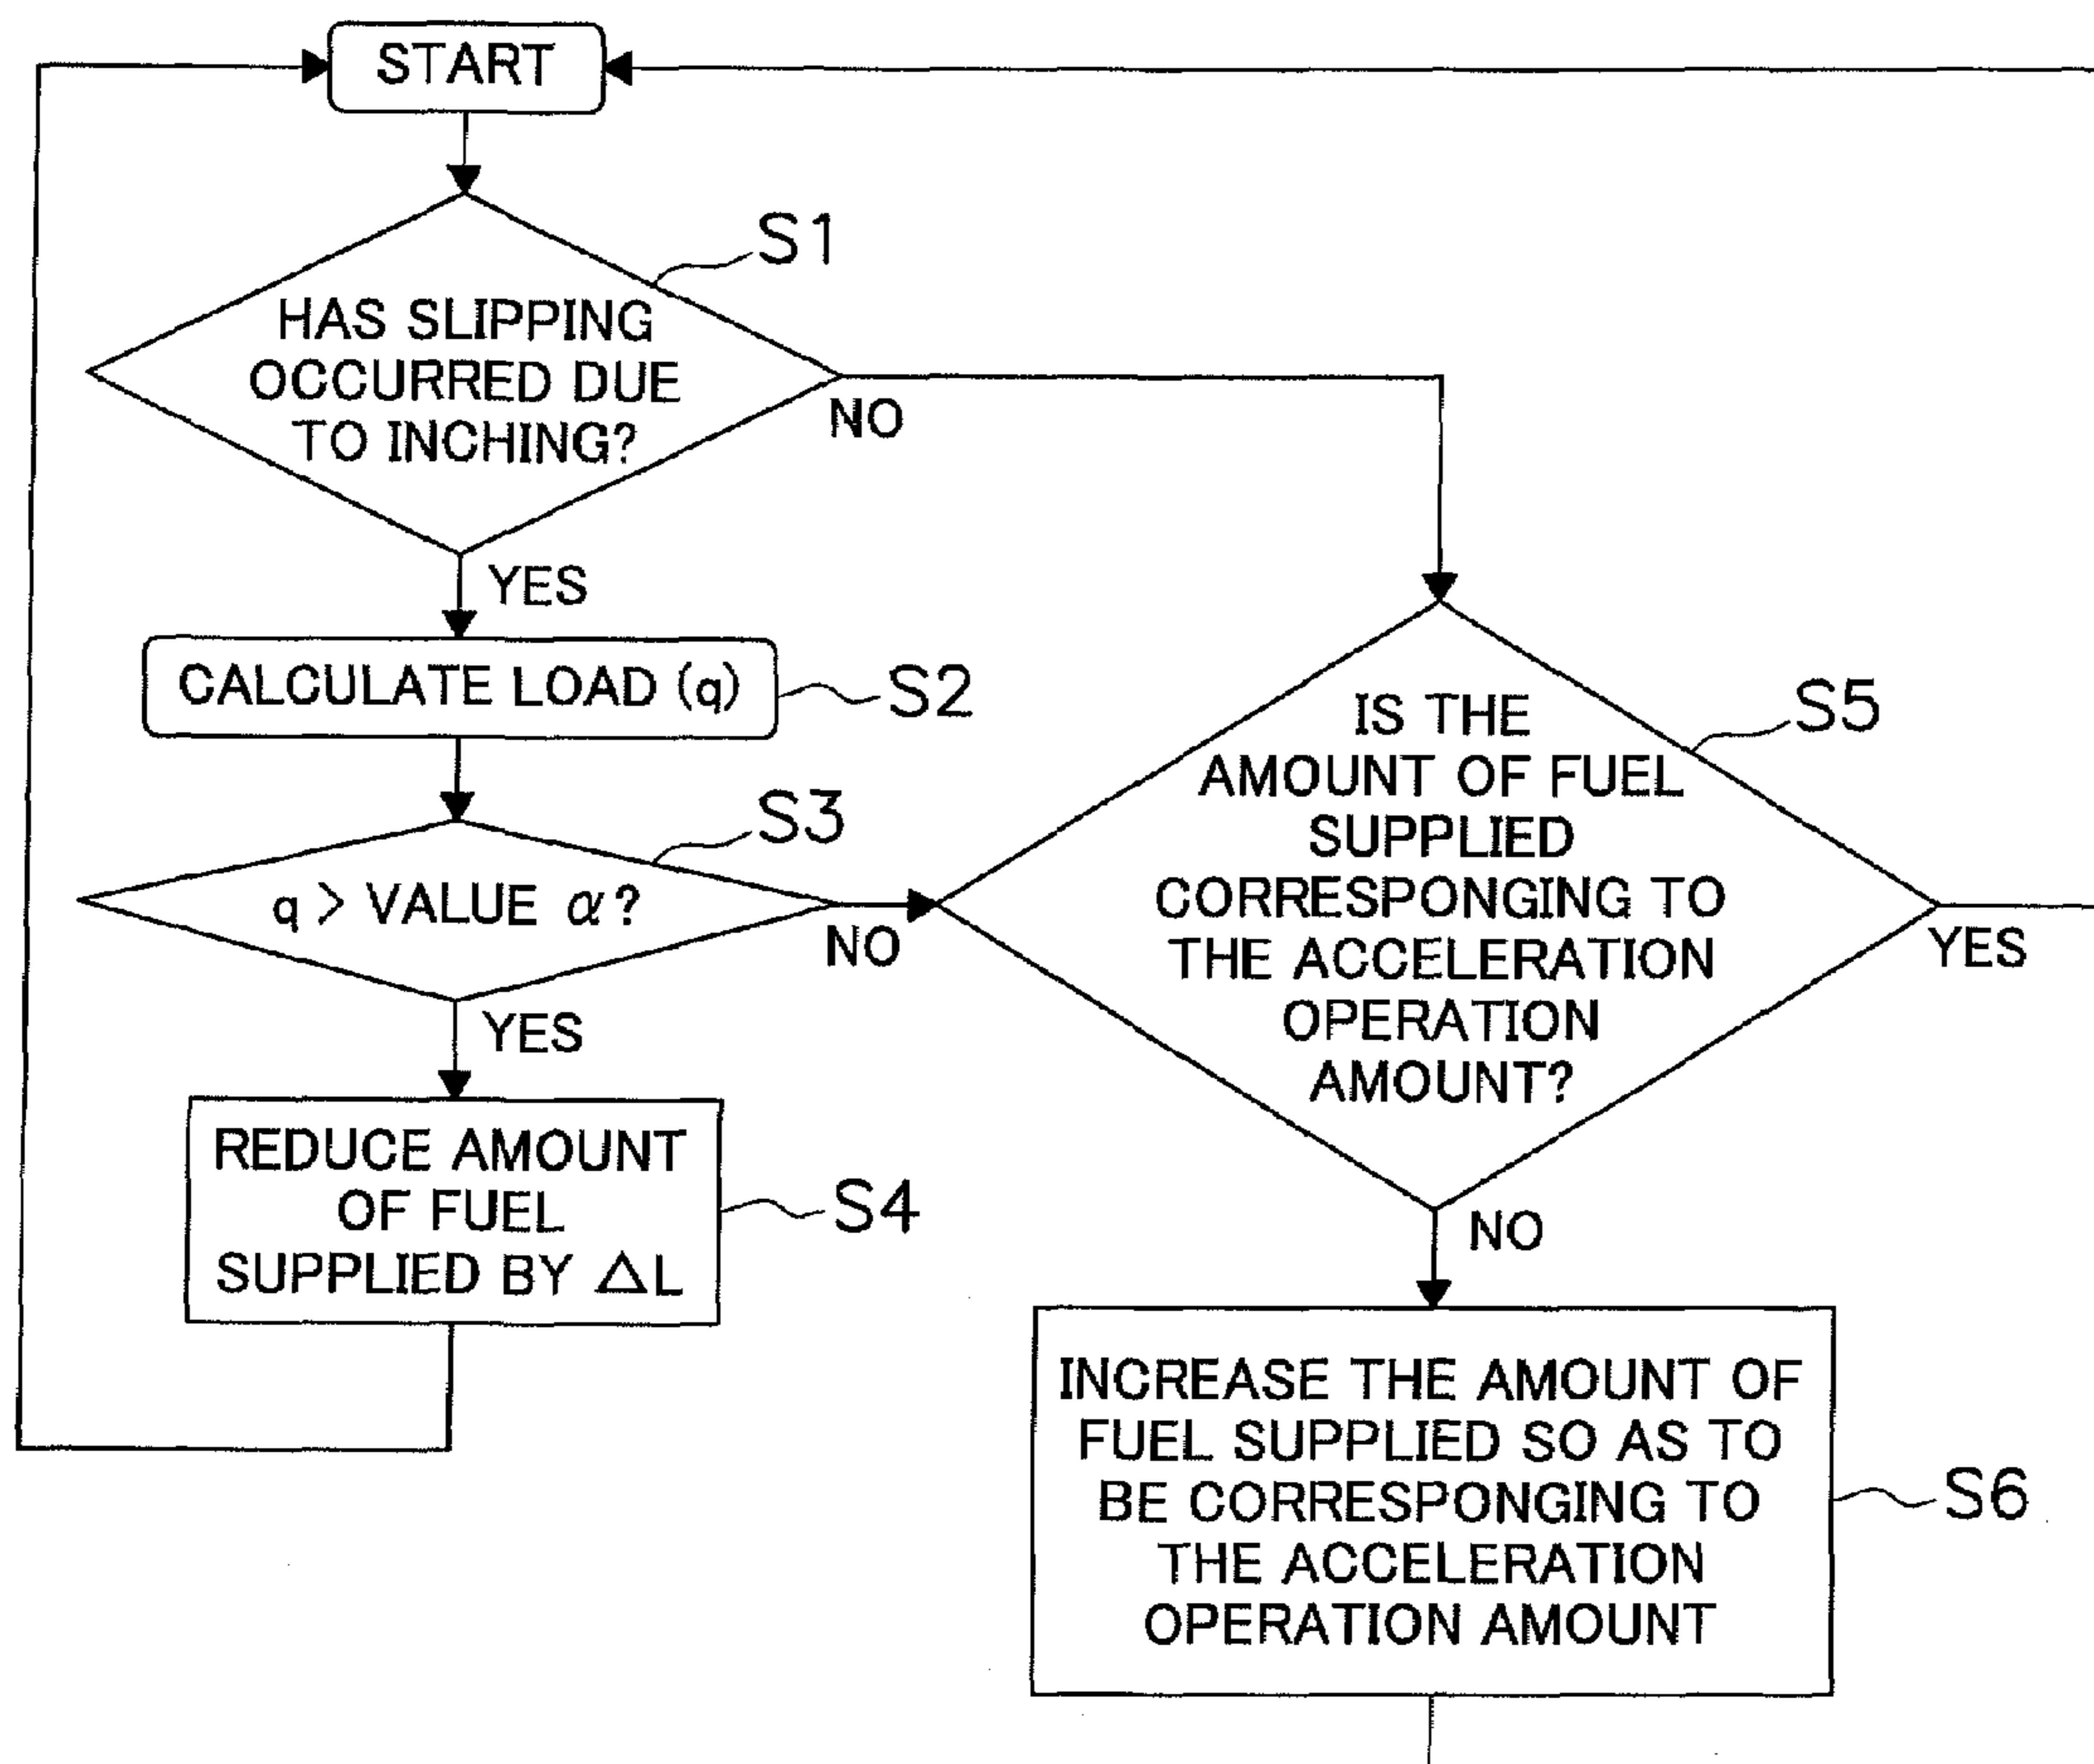 START
S1
HAS SLIPPING
OCCURRED DUE
TO INCHING?
NO
YES
CALCULATE LOAD (q)
S2
S3
q > VALUE α?
NO
YES
REDUCE AMOUNT
OF FUEL
SUPPLIED BY △L
S4
S5
IS THE
AMOUNT OF FUEL
SUPPLIED
CORRESPONGING TO
THE ACCELERATION
OPERATION
AMOUNT?
YES
NO
INCREASE THE AMOUNT OF
FUEL SUPPLIED SO AS TO
BE CORRESPONGING TO
THE ACCELERATION
OPERATION AMOUNT
S6